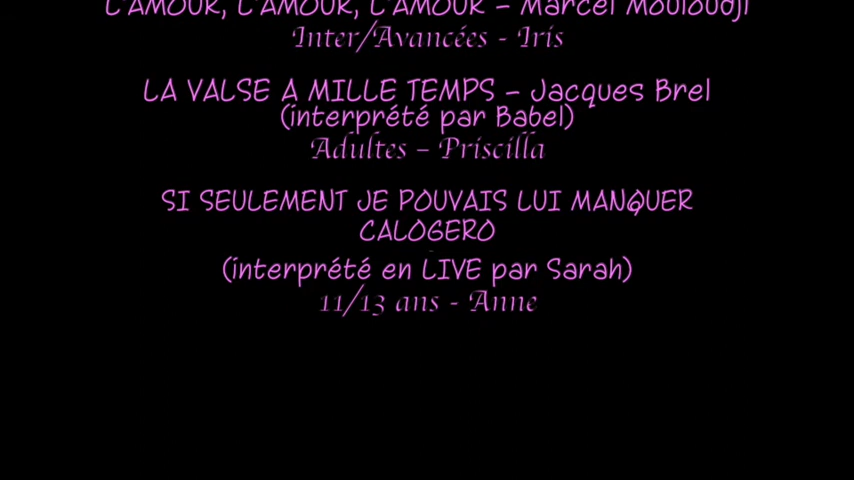 L'AMOUR, L'AMOUR, L'AMOUR – Marcel Mouloudji
Inter/Avancées - Iris
LA VALSE A MILLE TEMPS – Jacques Brel
(interprété par Babel)
Adultes – Priscilla
SI SEULEMENT JE POUVAIS LUI MANQUER
CALOGERO
(interprété en LIVE par Sarah)
11/13 ans - Anne